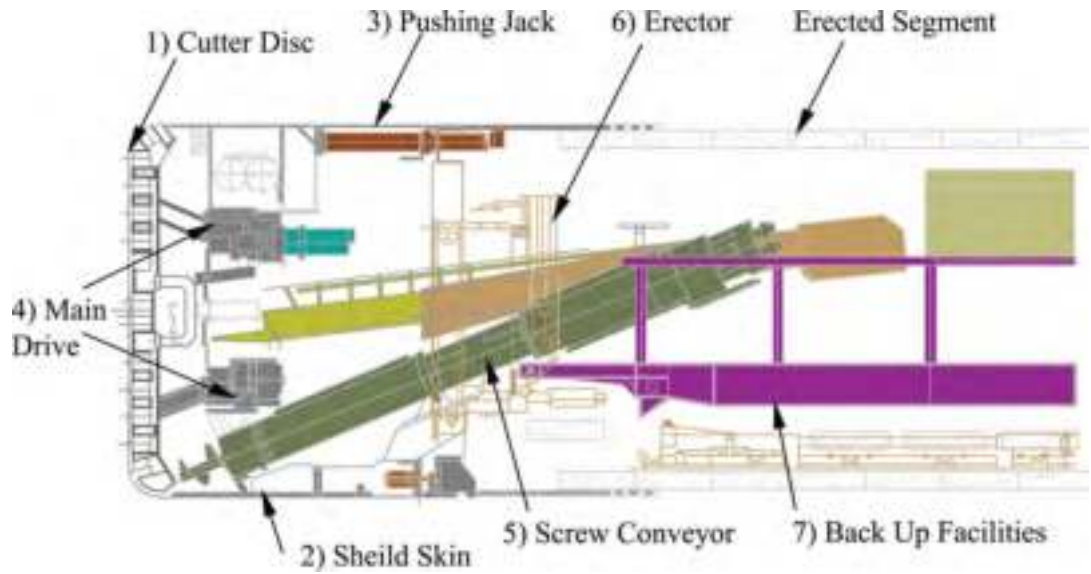 3) Pushing Jack
6) Erector
Erected Segment
1) Cutter Disc
4) Main
Drive
5) Screw Conveyor
7) Back Up Facilities
2) Sheild Skin